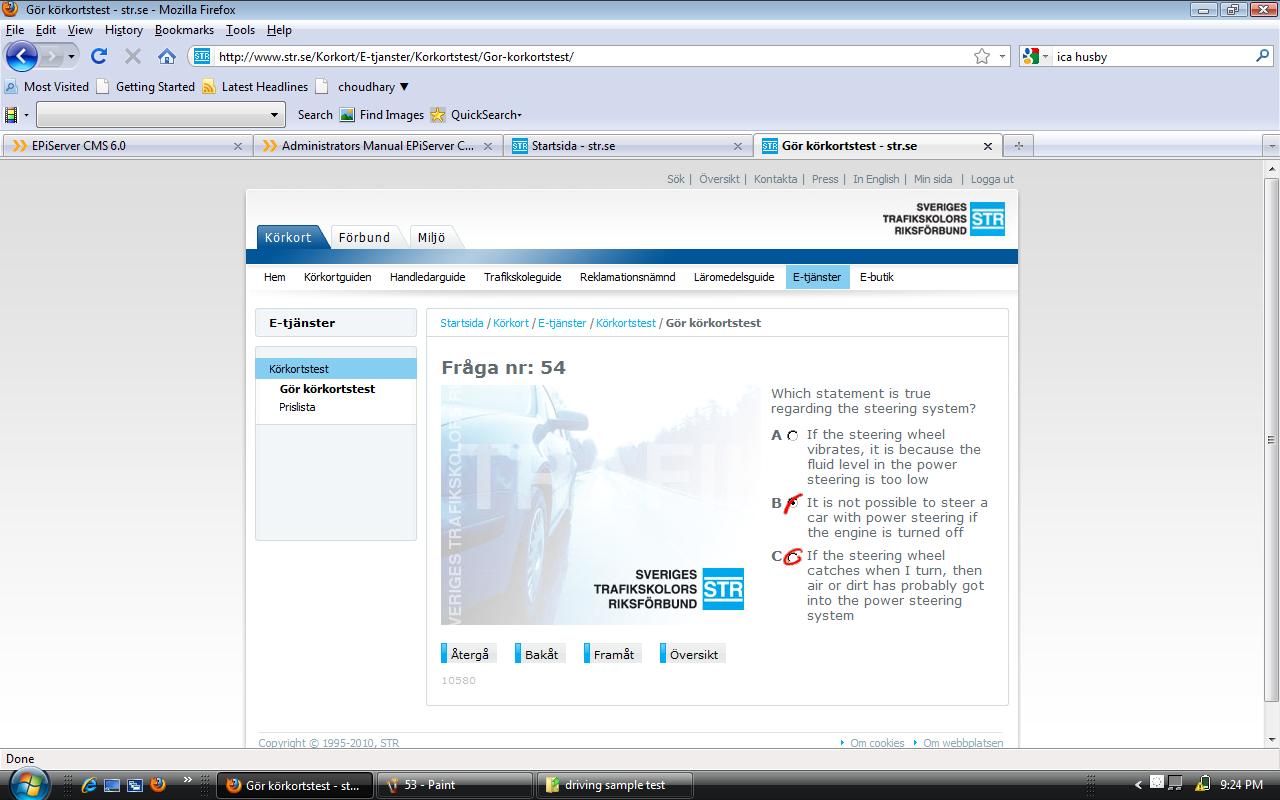 Gör körkortstest - str.se - Mozilla Firefox
File Edit View History Bookmarks Tools Help
STR http://www.str.se/Korkort/E-tjanster/Korkortstest/Gor-korkortstest/ ica husby
Most Visited Getting Started Latest Headlines choudhary ▼
Search Find Images QuickSearch
EPiServer CMS 6.0 Administrators Manual EPiServer C... STR Startsida - str.se STR Gör körkortstest - str.se
Sök | Översikt | Kontakta | Press | In English | Min sida | Logga ut
SVERIGES
TRAFIKSKOLORS STR
RIKSFÖRBUND
Körkort Förbund Miljö
Hem Körkortguiden Handledarguide Trafikskoleguide Reklamationsnämnd Läromedelsguide E-tjänster E-butik
E-tjänster
Körkortstest
Gör körkortstest
Prislista
Startsida / Körkort / E-tjänster / Körkortstest / Gör körkortstest
Fråga nr: 54
VERIGES TRAFIKSKOLORS R
TRAFIK
SVERIGES
TRAFIKSKOLORS STR
RIKSFÖRBUND
Which statement is true
regarding the steering system?
A If the steering wheel
vibrates, it is because the
fluid level in the power
steering is too low
B It is not possible to steer a
car with power steering if
the engine is turned off
C If the steering wheel
catches when I turn, then
air or dirt has probably got
into the power steering
system
Återgå Bakåt Framåt Översikt
10580
Copyright © 1995-2010, STR Om cookies Om webbplatsen
Done
Gör körkortstest - st... 53 - Paint driving sample test 9:24 PM